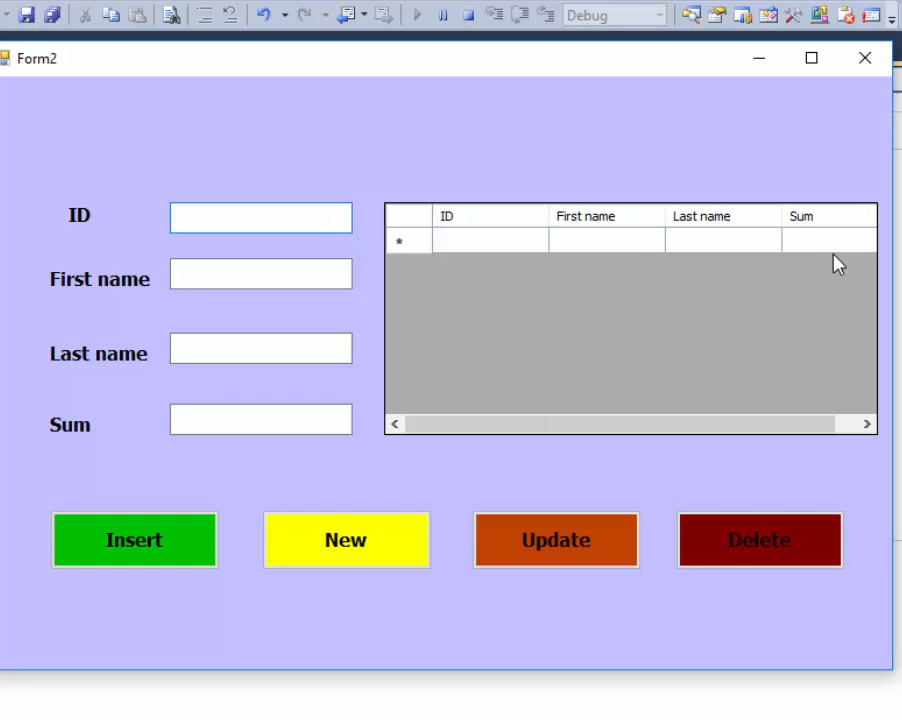 Debug
Form2
ID
ID First name Last name Sum
*
First name
Last name
Sum
Insert New Update Delete